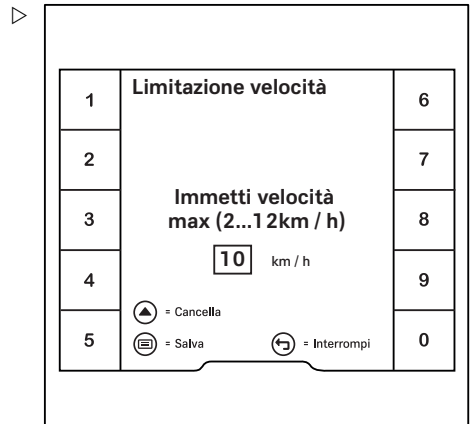 Limitazione velocità
1
2
3
4
5
Immetti velocità
max (2...12km / h)
10 km / h
= Cancella
= Salva
= Interrompi
6
7
8
9
0